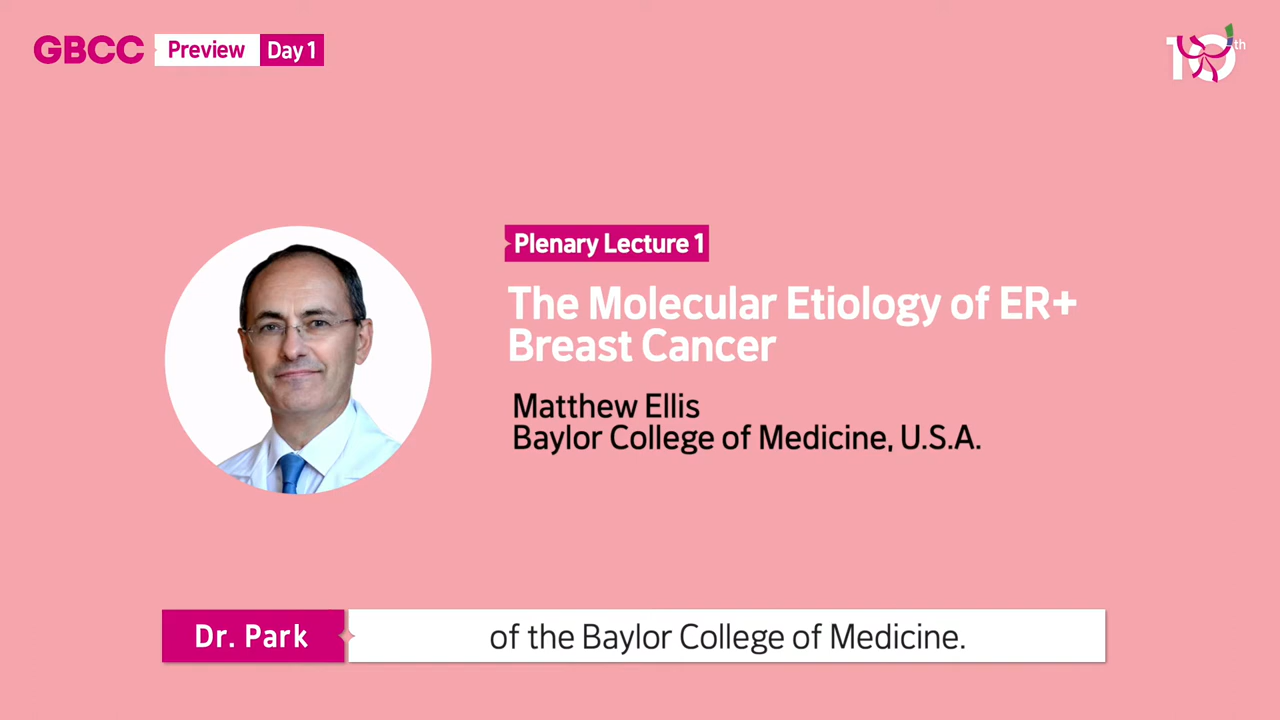 GBCC Preview Day 1
10th
Plenary Lecture 1
The Molecular Etiology of ER+
Breast Cancer
Matthew Ellis
Baylor College of Medicine, U.S.A.
Dr. Park
of the Baylor College of Medicine.